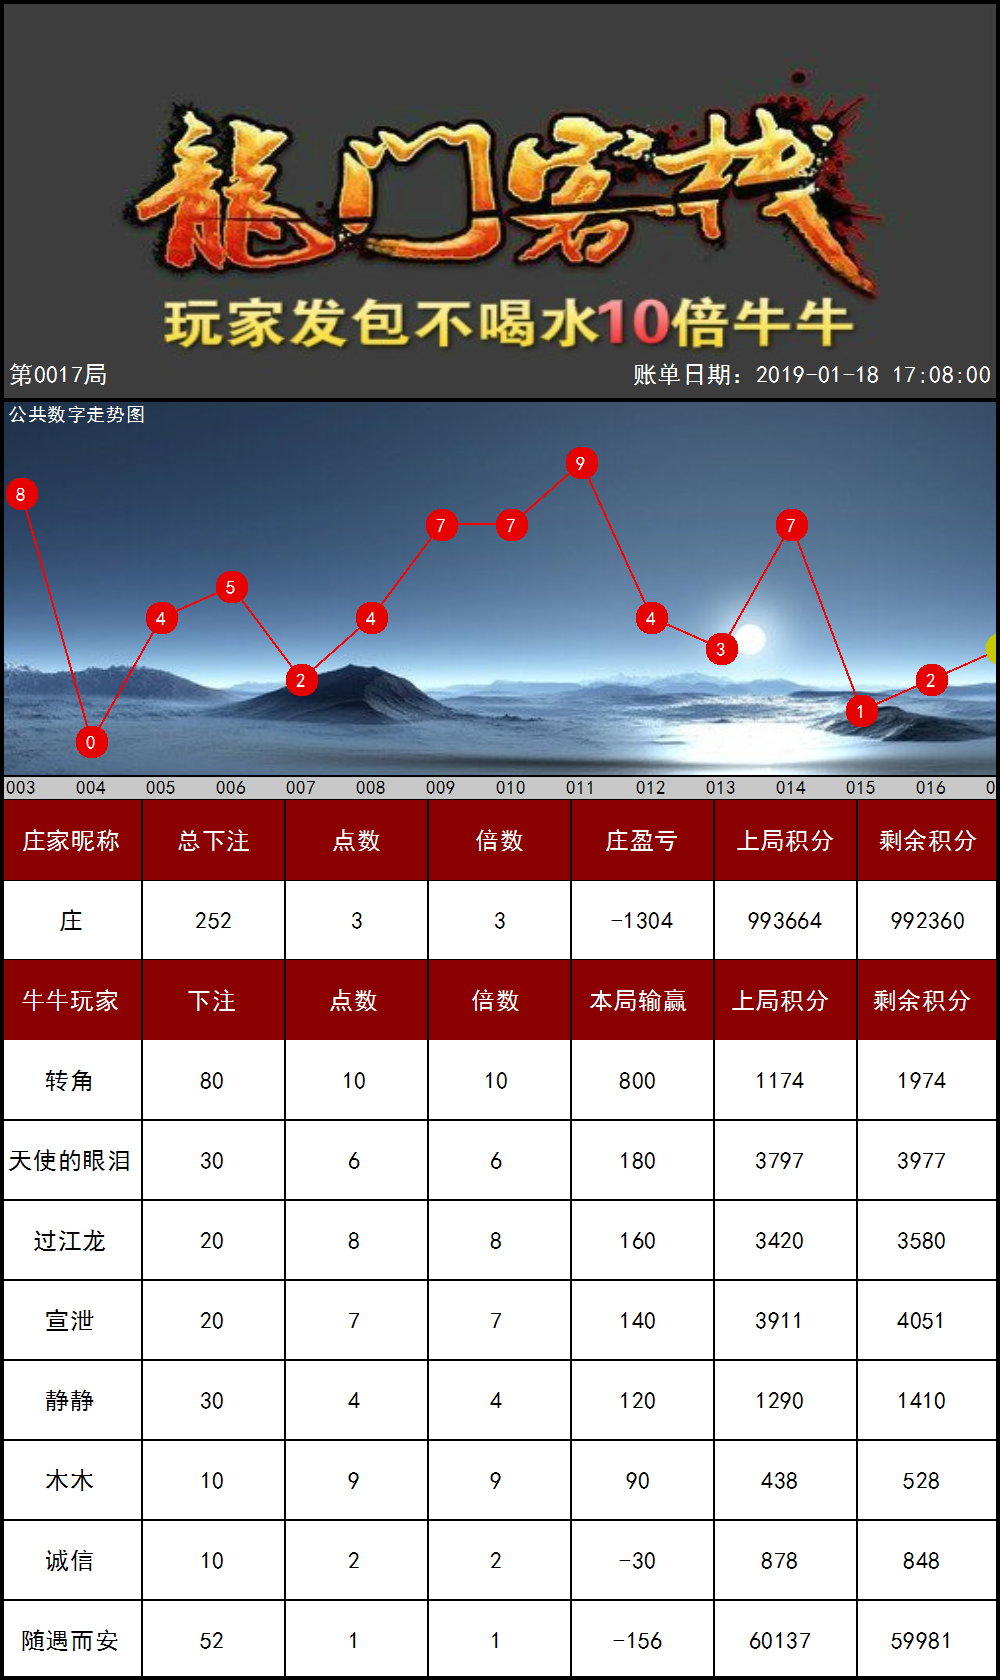 龍门客栈
玩家发包不喝水10倍牛牛
第0017局 账单日期: 2019-01-18 17:08:00
公共数字走势图
8 0 4 5 2 4 7 7 9 4 3 7 1 2
003 004 005 006 007 008 009 010 011 012 013 014 015 016 0
庄家昵称 总下注 点数 倍数 庄盈亏 上局积分 剩余积分
庄 252 3 3 -1304 993664 992360
牛牛玩家 下注 点数 倍数 本局输赢 上局积分 剩余积分
转角 80 10 10 800 1174 1974
天使的眼泪 30 6 6 180 3797 3977
过江龙 20 8 8 160 3420 3580
宣泄 20 7 7 140 3911 4051
静静 30 4 4 120 1290 1410
木木 10 9 9 90 438 528
诚信 10 2 2 -30 878 848
随遇而安 52 1 1 -156 60137 59981